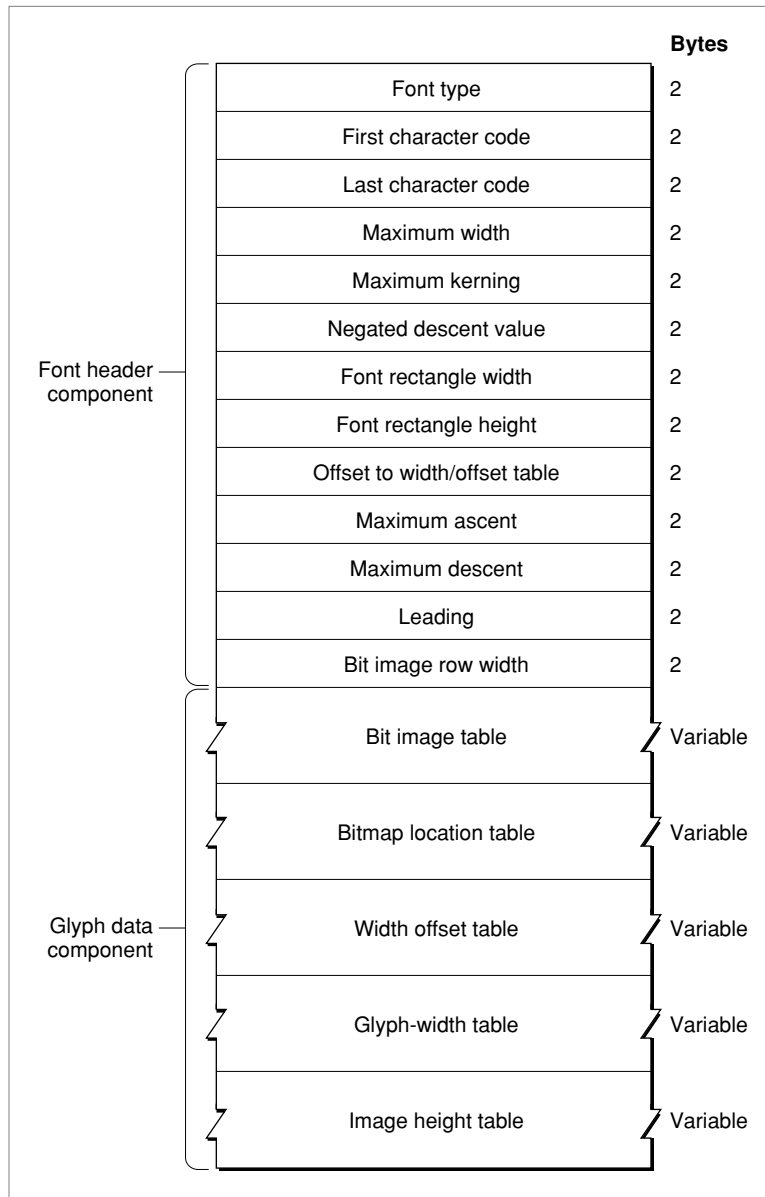 Bytes
Font type 2
First character code 2
Last character code 2
Maximum width 2
Maximum kerning 2
Negated descent value 2
Font header
component
Font rectangle width 2
Font rectangle height 2
Offset to width/offset table 2
Maximum ascent 2
Maximum descent 2
Leading 2
Bit image row width 2
Bit image table Variable
Bitmap location table Variable
Glyph data
component
Width offset table Variable
Glyph-width table Variable
Image height table Variable